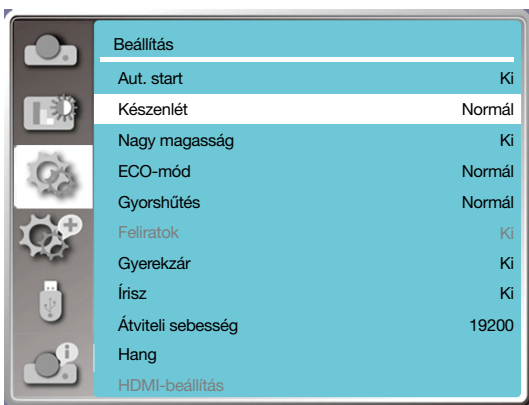 Beállítás
Aut. start Ki
Készenlét Normál
Nagy magasság Ki
ECO-mód Normál
Gyorshűtés Normál
Feliratok Ki
Gyerekzár Ki
Írisz Ki
Átviteli sebesség 19200
Hang
HDMI-beállítás